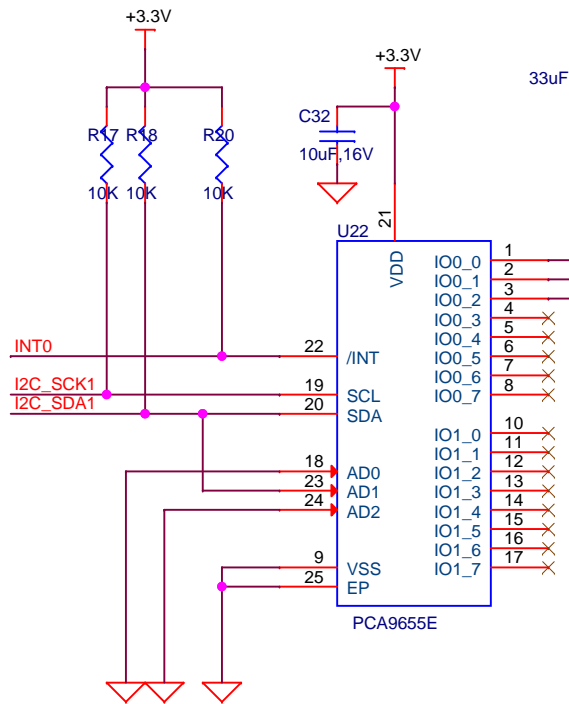 +3.3V
+3.3V
33uF
C32
R17 R18 R20
10uF,16V
10K 10K 10K
U22
21
VDD
1 IO0_0
2 IO0_1
3 IO0_2
4 IO0_3
5 IO0_4
6 IO0_5
7 IO0_6
8 IO0_7
INT0 22 /INT
I2C_SCK1 19 SCL
I2C_SDA1 20 SDA
10 IO1_0
11 IO1_1
12 IO1_2
13 IO1_3
14 IO1_4
15 IO1_5
16 IO1_6
17 IO1_7
18 AD0
23 AD1
24 AD2
9 VSS
25 EP
PCA9655E